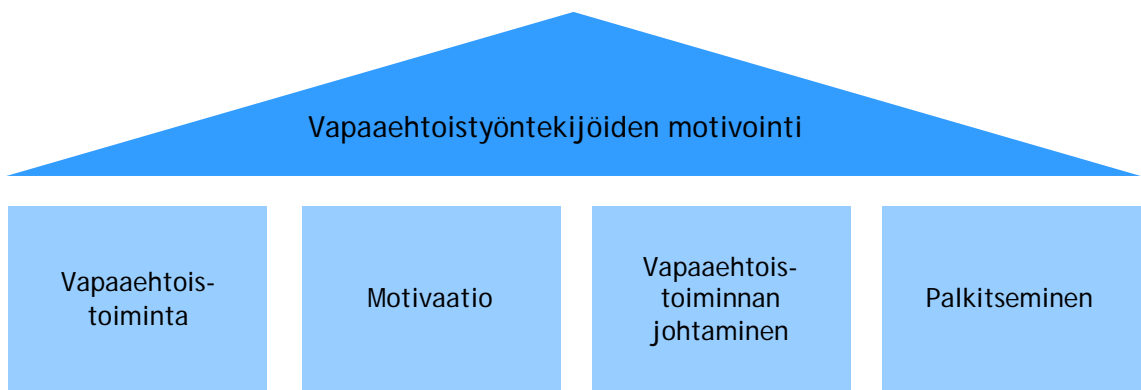 Vapaaehtoistyöntekijöiden motivointi
Vapaaehtois-
toiminta
Motivaatio
Vapaaehtois-
toiminnan
johtaminen
Palkitseminen